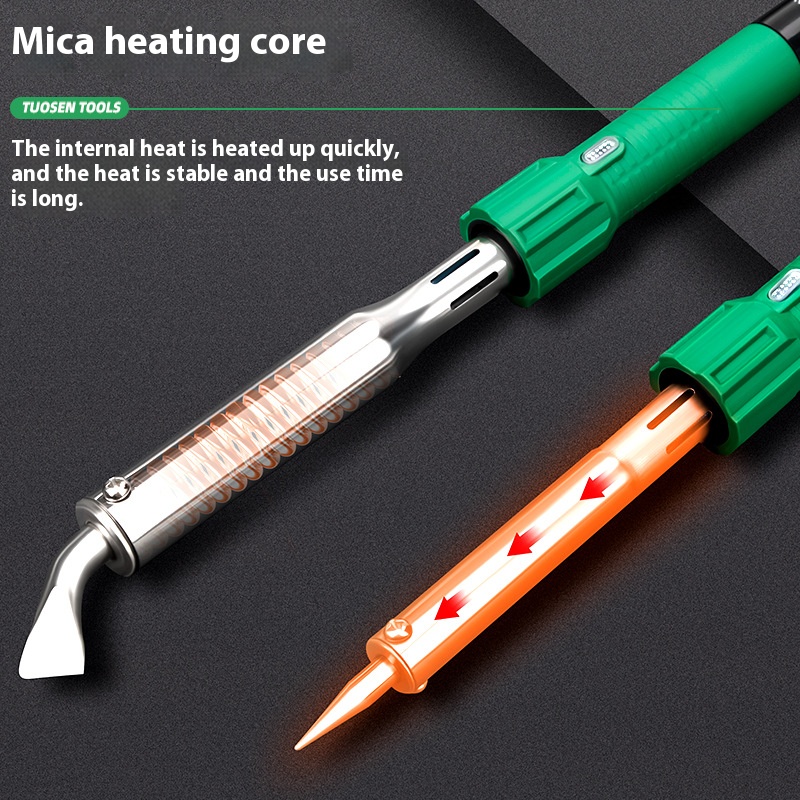 Mica heating core
TUOSEN TOOLS
The internal heat is heated up quickly,
and the heat is stable and the use time
is long.